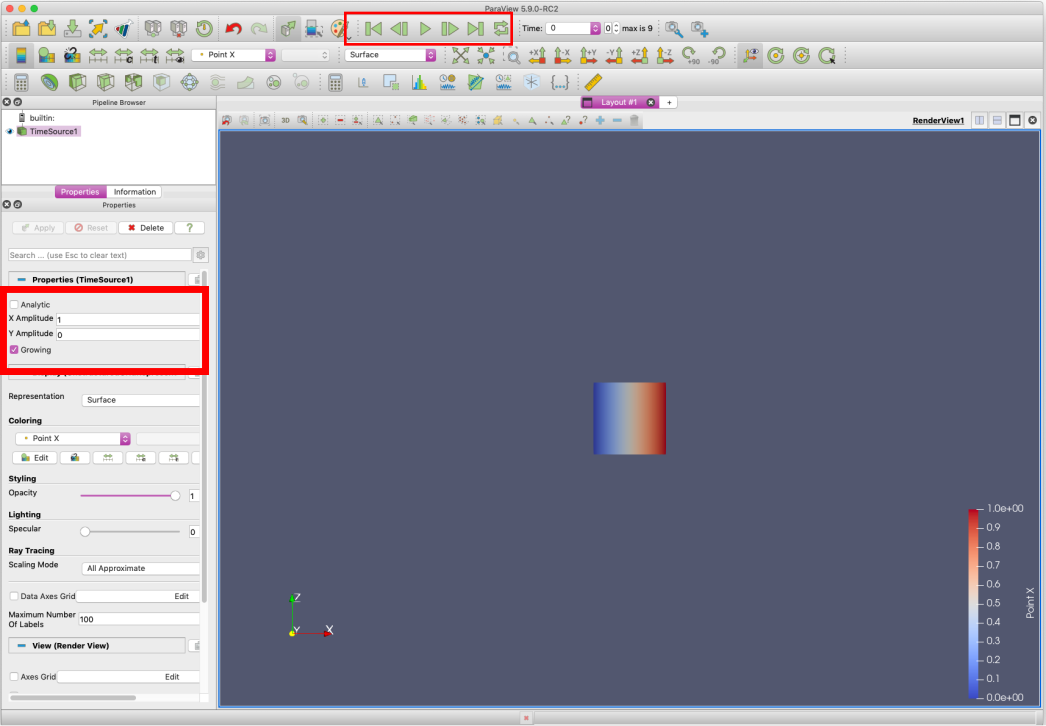 ParaView 5.9.0-RC2
Time: 0 0 max is 9
Point X Surface +X -X +Y -Y +Z -Z +90 -90
Pipeline Browser
Layout #1 +
builtin:
TimeSource1
3D
RenderView1
Properties Information
Properties
Apply Reset Delete ?
Search ... (use Esc to clear text)
Properties (TimeSource1)
Analytic
X Amplitude 1
Y Amplitude 0
Growing
Representation Surface
Coloring
Point X
Edit
Styling
Opacity 1
Lighting
Specular 0
Ray Tracing
Scaling Mode All Approximate
Data Axes Grid Edit
Maximum Number
Of Labels 100
View (Render View)
Axes Grid Edit
Z
Y X
1.0e+00
0.9
0.8
0.7
0.6
0.5
0.4
0.3
0.2
0.1
0.0e+00
Point X